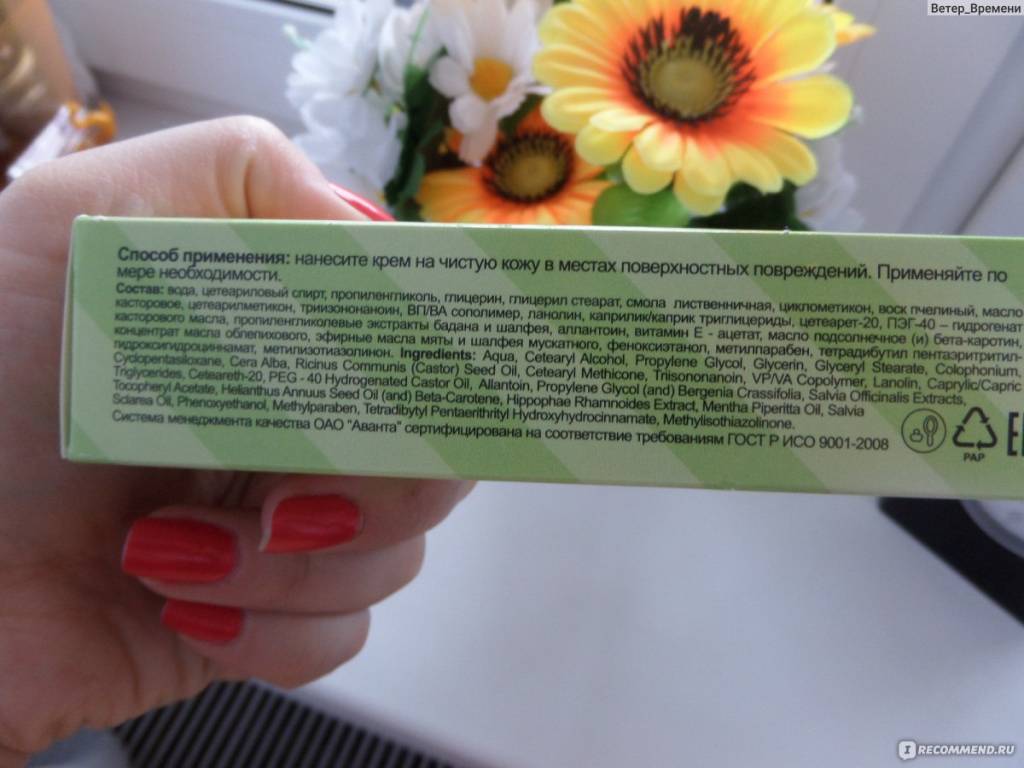 Ветер_Времени
Способ применения: нанесите крем на чистую кожу в местах поверхностных повреждений. Применяйте по
мере необходимости.
Состав: вода, цетеариловый спирт, пропиленгликоль, глицерин, глицерил стеарат, смола лиственничная, циклометикон, воск пчелиный, масло
касторовое, цетеарилметикон, триизононаноин, ВП/ВА сополимер, ланолин, каприлик/каприк триглицериды, цетеарет-20, ПЭГ-40 – гидрогенат
касторового масла, пропиленгликолевые экстракты бадана и шалфея, аллантоин, витамин Е - ацетат, масло подсолнечное (и) бета-каротин,
концентрат масла облепихового, эфирные масла мяты и шалфея мускатного, феноксиэтанол, метилпарабен, тетрадибутил пентаэритритил-
гидроксигидроциннамат, метилизотиазолинон. Ingredients: Aqua, Cetearyl Alcohol, Propylene Glycol, Glycerin, Glyceryl Stearate, Colophonium,
Cyclopentasiloxane, Cera Alba, Ricinus Communis (Castor) Seed Oil, Cetearyl Methicone, Triisononanoin, VP/VA Copolymer, Lanolin, Caprylic/Capric
Triglycerides, Ceteareth-20, PEG - 40 Hydrogenated Castor Oil, Allantoin, Propylene Glycol (and) Bergenia Crassifolia, Salvia Officinalis Extracts,
Tocopheryl Acetate, Helianthus Annuus Seed Oil (and) Beta-Carotene, Hippophae Rhamnoides Extract, Mentha Piperitta Oil, Salvia
Sclarea Oil, Phenoxyethanol, Methylparaben, Tetradibutyl Pentaerithrityl Hydroxyhydrocinnamate, Methylisothiazolinone.
Система менеджмента качества ОАО "Аванта" сертифицирована на соответствие требованиям ГОСТ Р ИСО 9001-2008
PAP
I RECOMMEND.RU